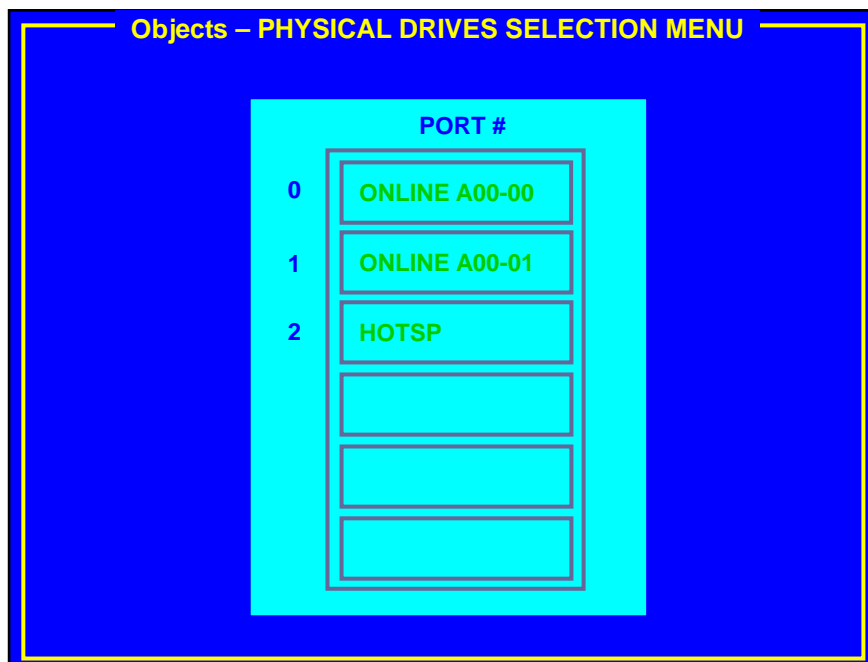 Objects – PHYSICAL DRIVES SELECTION MENU
PORT #
0 ONLINE A00-00
1 ONLINE A00-01
2 HOTSP